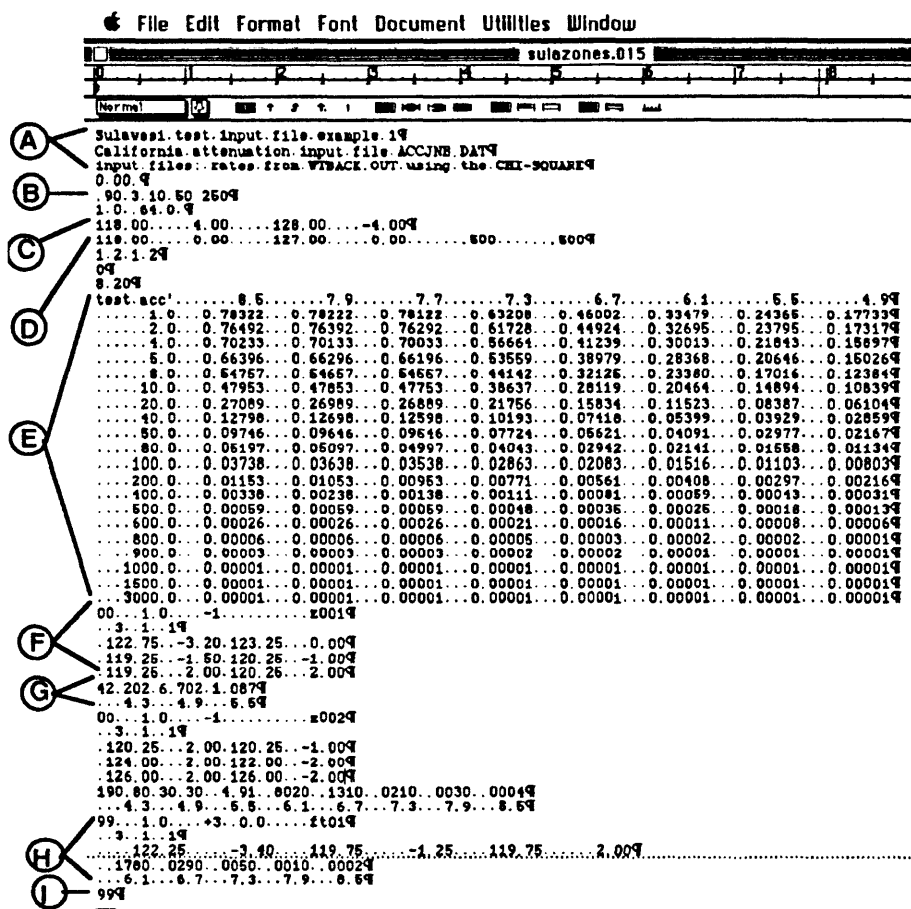 File Edit Format Font Document Utilities Window
sulazones.015
0 1 2 3 4 5 6 7 8
Normal
A
Sulawesi.test.input.file.example.1¶
California.attenuation.input.file.ACCJNB.DAT¶
input.files:.rates.from.WTBACK.OUT.using.the.CHI-SQUARE¶
0.00.¶
B
.90.3.10.50 250¶
1.0..64.0.¶
C
118.00.....4.00.....128.00.....-4.00¶
D
118.00.....0.00.....127.00.....0.00.......500.......500¶
1.2.1.2¶
0¶
8.20¶
E
test.acc'.......8.5.......7.9.......7.7.......7.3.......6.7.......6.1.......5.5.......4.9¶
......1.0...0.78322...0.78222...0.78122...0.63208...0.46002...0.33479...0.24365...0.17733¶
......2.0...0.76492...0.76392...0.76292...0.61728...0.44924...0.32695...0.23795...0.17317¶
......4.0...0.70233...0.70133...0.70033...0.56664...0.41239...0.30013...0.21843...0.15897¶
......5.0...0.66396...0.66296...0.66196...0.53559...0.38979...0.28368...0.20646...0.15026¶
......8.0...0.54757...0.54657...0.54557...0.44142...0.32125...0.23380...0.17016...0.12384¶
.....10.0...0.47953...0.47853...0.47753...0.38637...0.28119...0.20464...0.14894...0.10839¶
.....20.0...0.27089...0.26989...0.26889...0.21756...0.15834...0.11523...0.08387...0.06104¶
.....40.0...0.12798...0.12698...0.12598...0.10193...0.07418...0.05399...0.03929...0.02859¶
.....50.0...0.09746...0.09646...0.09546...0.07724...0.05621...0.04091...0.02977...0.02167¶
.....80.0...0.05197...0.05097...0.04997...0.04043...0.02942...0.02141...0.01558...0.01134¶
....100.0...0.03738...0.03638...0.03538...0.02863...0.02083...0.01516...0.01103...0.00803¶
....200.0...0.01153...0.01053...0.00953...0.00771...0.00561...0.00408...0.00297...0.00216¶
....400.0...0.00338...0.00238...0.00138...0.00111...0.00081...0.00059...0.00043...0.00031¶
....500.0...0.00059...0.00059...0.00059...0.00048...0.00035...0.00025...0.00018...0.00013¶
....600.0...0.00026...0.00026...0.00026...0.00021...0.00016...0.00011...0.00008...0.00006¶
....800.0...0.00006...0.00006...0.00006...0.00005...0.00003...0.00002...0.00002...0.00001¶
....900.0...0.00003...0.00003...0.00003...0.00002...0.00002...0.00001...0.00001...0.00001¶
...1000.0...0.00001...0.00001...0.00001...0.00001...0.00001...0.00001...0.00001...0.00001¶
...1500.0...0.00001...0.00001...0.00001...0.00001...0.00001...0.00001...0.00001...0.00001¶
...3000.0...0.00001...0.00001...0.00001...0.00001...0.00001...0.00001...0.00001...0.00001¶
00...1.0....-1..........z001¶
..3..1..1¶
F
.122.75..-3.20.123.25...0.00¶
.119.25..-1.50.120.25..-1.00¶
.119.25...2.00.120.25...2.00¶
G
42.202.6.702.1.087¶
...4.3...4.9...5.5¶
00...1.0....-1..........z002¶
..3..1..1¶
.120.25...2.00.120.25..-1.00¶
.124.00...2.00.122.00..-2.00¶
.126.00...2.00.126.00..-2.00¶
190.80.30.30..4.91..8020..1310..0210..0030..0004¶
...4.3...4.9...5.5...6.1...6.7...7.3...7.9...8.5¶
99...1.0....+3...0.0.....ft01¶
..3..1..1¶
H
....122.25.....-3.40....119.75.....-1.25....119.75......2.00¶
..1780..0290..0050..0010..0002¶
...6.1...6.7...7.3...7.9...8.5¶
I
99¶